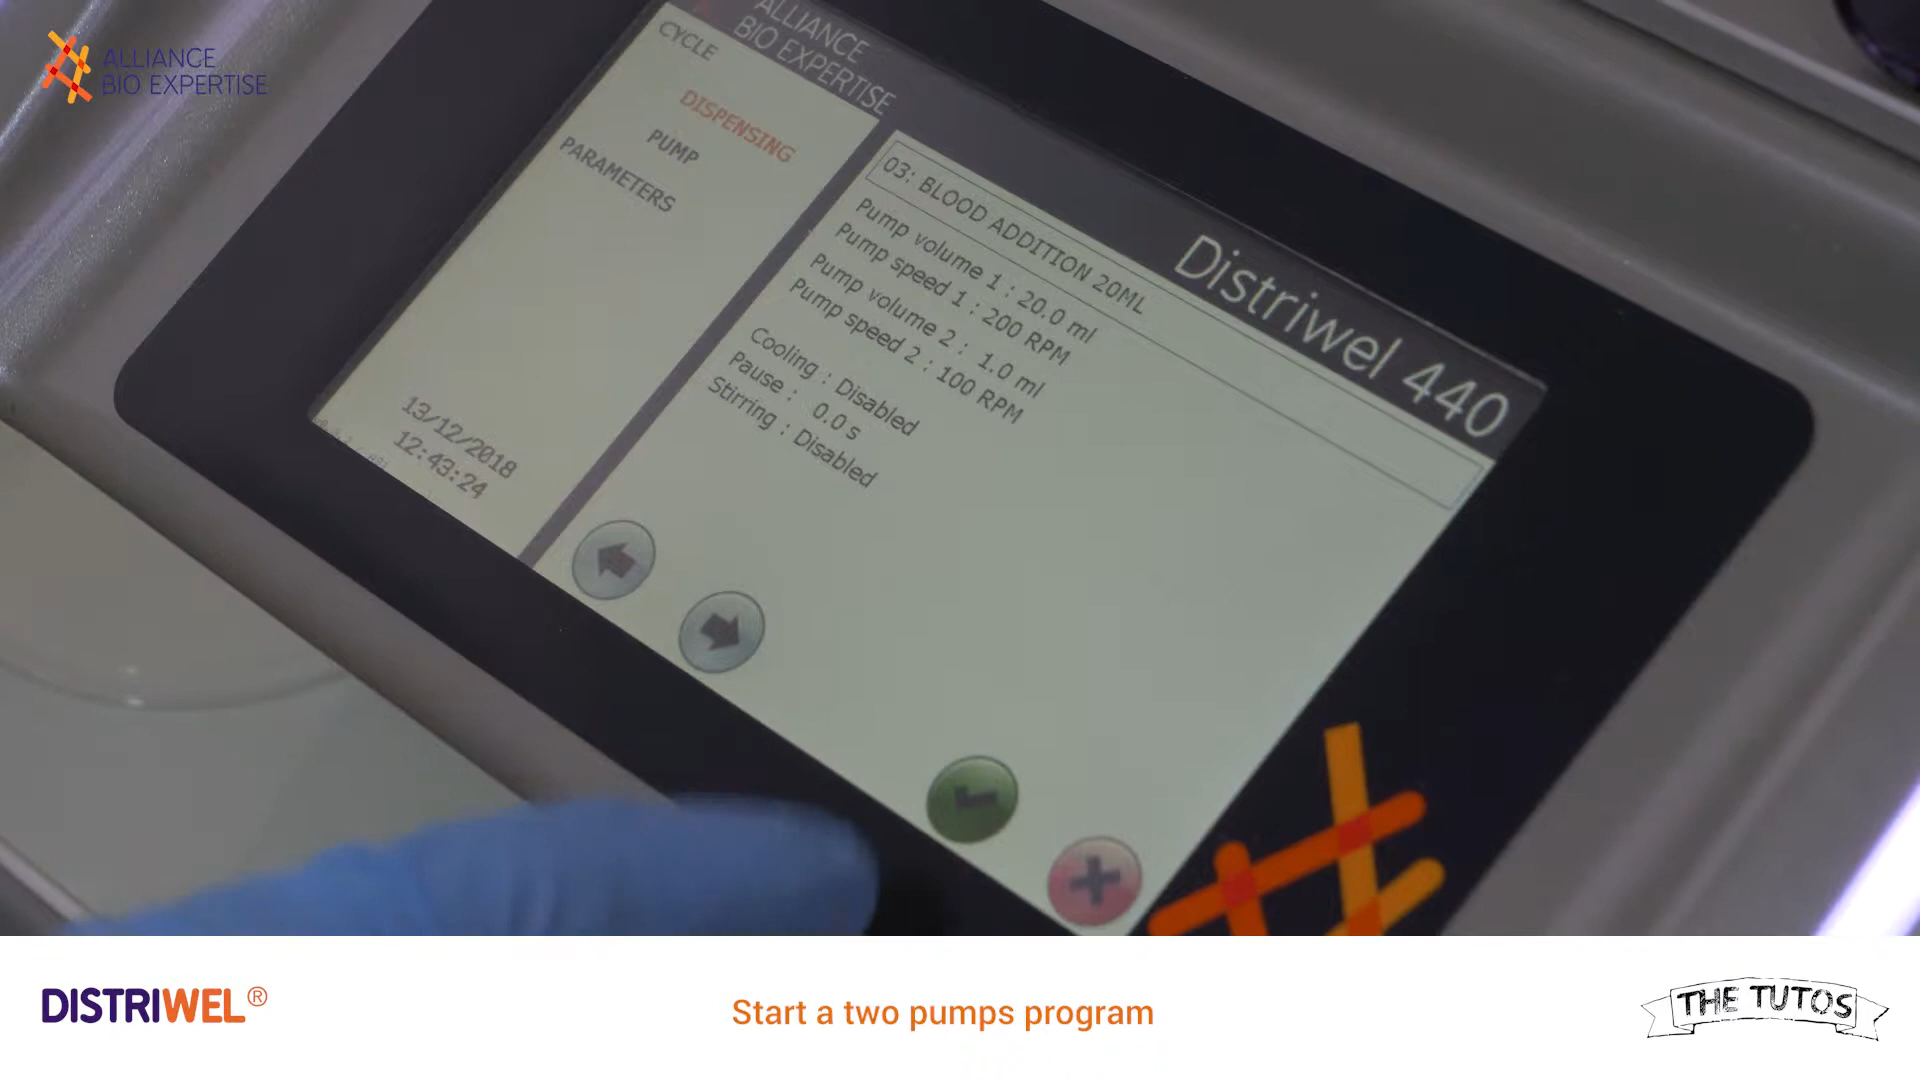 ALLIANCE
BIO EXPERTISE
ALLIANCE
BIO EXPERTISE
Distriwel 440
CYCLE
DISPENSING
PUMP
PARAMETERS
13/12/2018
12:43:24
03: BLOOD ADDITION 20ML
Pump volume 1 : 20.0 ml
Pump speed 1 : 200 RPM
Pump volume 2 : 1.0 ml
Pump speed 2 : 100 RPM
Cooling : Disabled
Pause : 0.0 s
Stirring : Disabled
DISTRIWEL®
Start a two pumps program
THE TUTOS